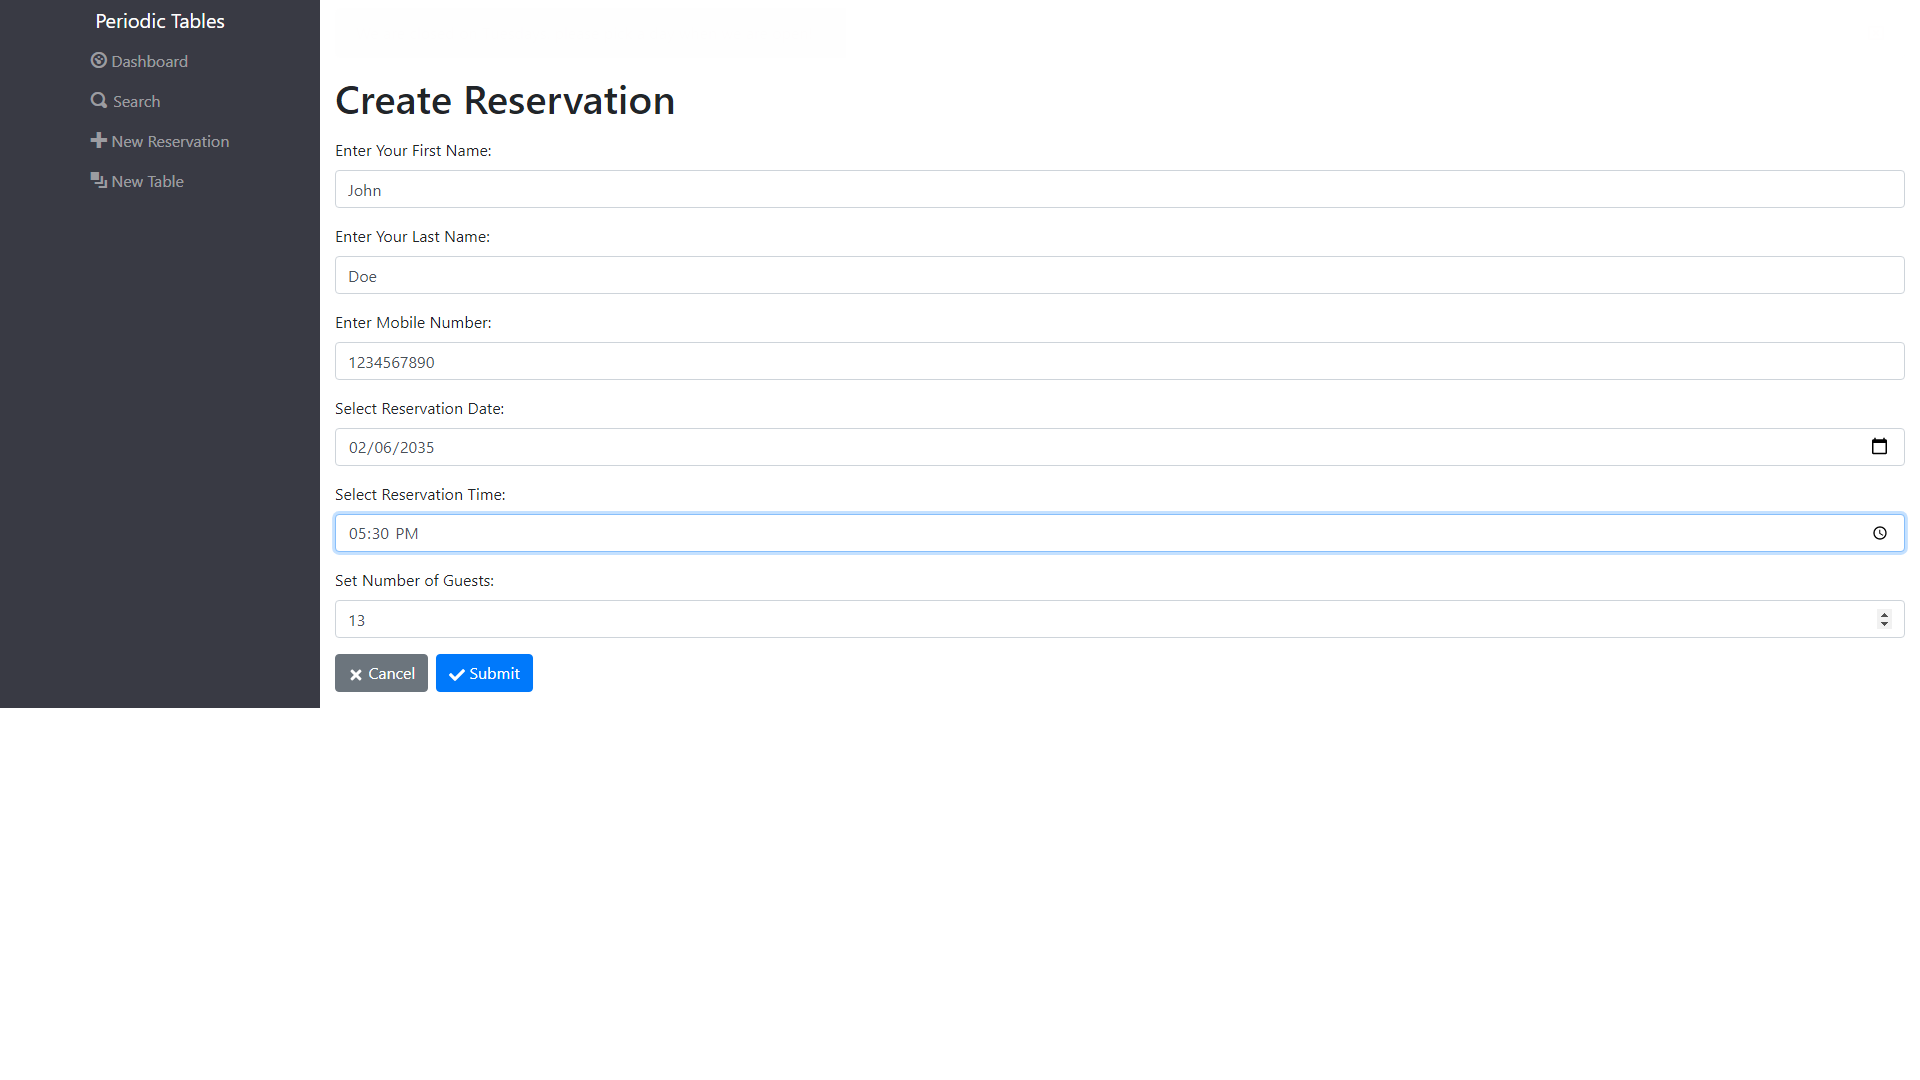 Periodic Tables
Dashboard
Search
New Reservation
New Table
Create Reservation
Enter Your First Name:
John
Enter Your Last Name:
Doe
Enter Mobile Number:
1234567890
Select Reservation Date:
02/06/2035
Select Reservation Time:
05:30 PM
Set Number of Guests:
13
Cancel Submit